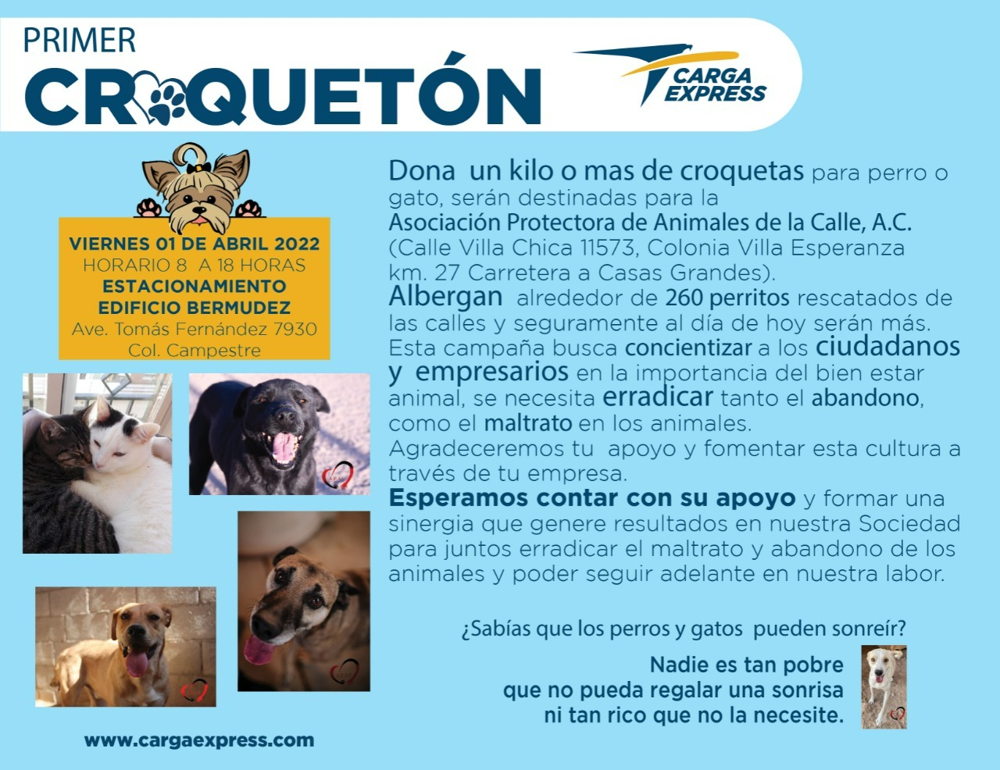 PRIMER
CROQUETÓN
CARGA
EXPRESS
VIERNES 01 DE ABRIL 2022
HORARIO 8 A 18 HORAS
ESTACIONAMIENTO
EDIFICIO BERMUDEZ
Ave. Tomás Fernández 7930
Col. Campestre
Dona un kilo o mas de croquetas para perro o
gato, serán destinadas para la
Asociación Protectora de Animales de la Calle, A.C.
(Calle Villa Chica 11573, Colonia Villa Esperanza
km. 27 Carretera a Casas Grandes).
Albergan alrededor de 260 perritos rescatados de
las calles y seguramente al día de hoy serán más.
Esta campaña busca concientizar a los ciudadanos
y empresarios en la importancia del bien estar
animal, se necesita erradicar tanto el abandono,
como el maltrato en los animales.
Agradeceremos tu apoyo y fomentar esta cultura a
través de tu empresa.
Esperamos contar con su apoyo y formar una
sinergia que genere resultados en nuestra Sociedad
para juntos erradicar el maltrato y abandono de los
animales y poder seguir adelante en nuestra labor.
¿Sabías que los perros y gatos pueden sonreír?
Nadie es tan pobre
que no pueda regalar una sonrisa
ni tan rico que no la necesite.
www.cargaexpress.com